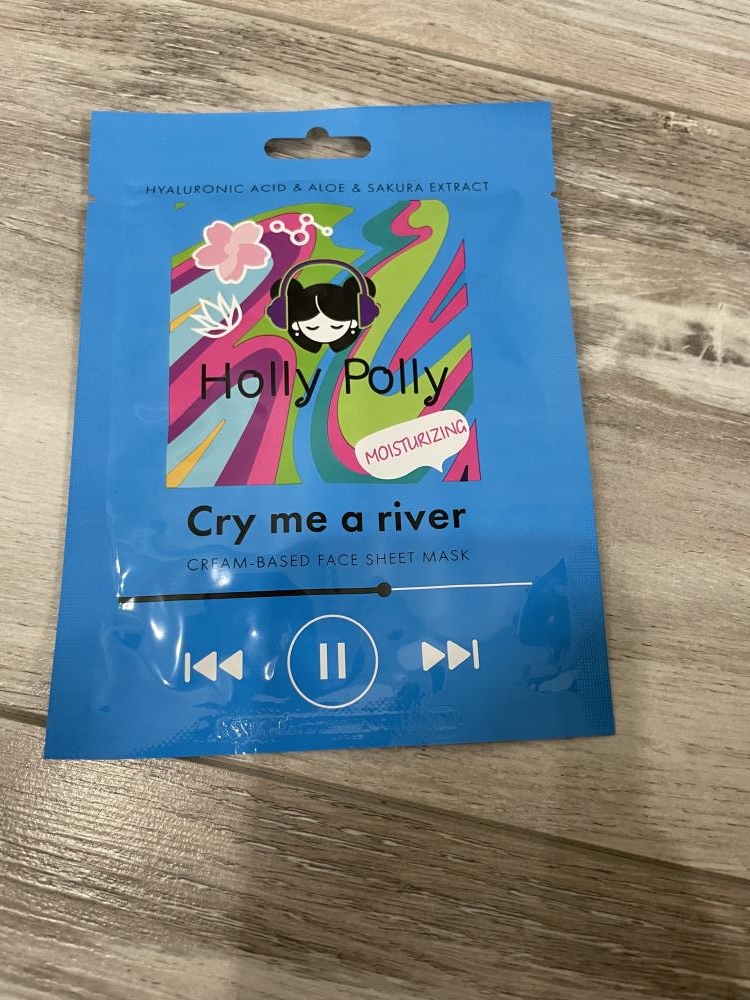 HYALURONIC ACID & ALOE & SAKURA EXTRACT
Holly Polly
MOISTURIZING
Cry me a river
CREAM-BASED FACE SHEET MASK